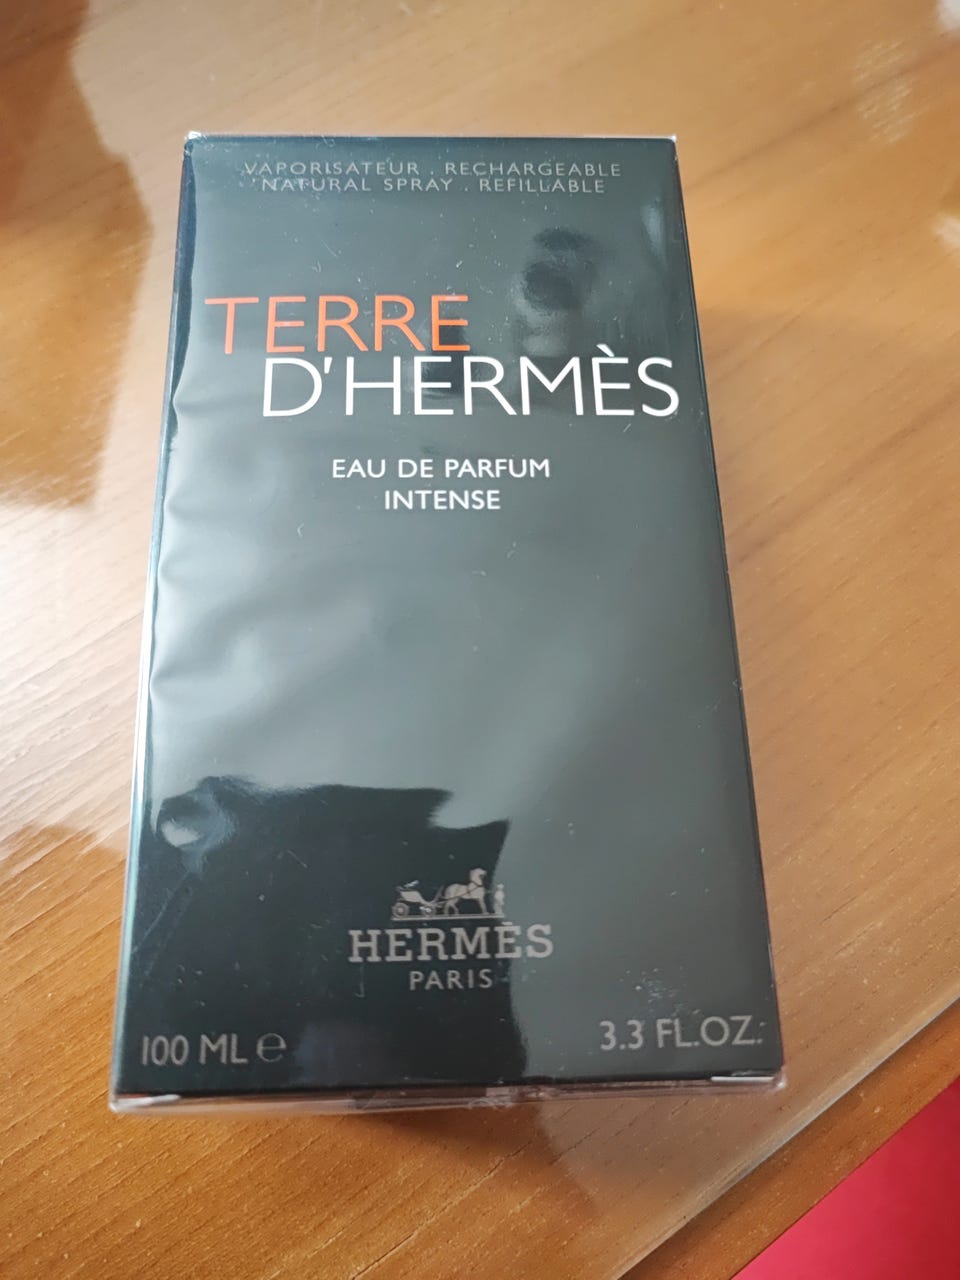 VAPORISATEUR . RECHARGEABLE
NATURAL SPRAY . REFILLABLE
TERRE
D'HERMÈS
EAU DE PARFUM
INTENSE
HERMÈS
PARIS
100 ML ℮
3.3 FL.OZ.